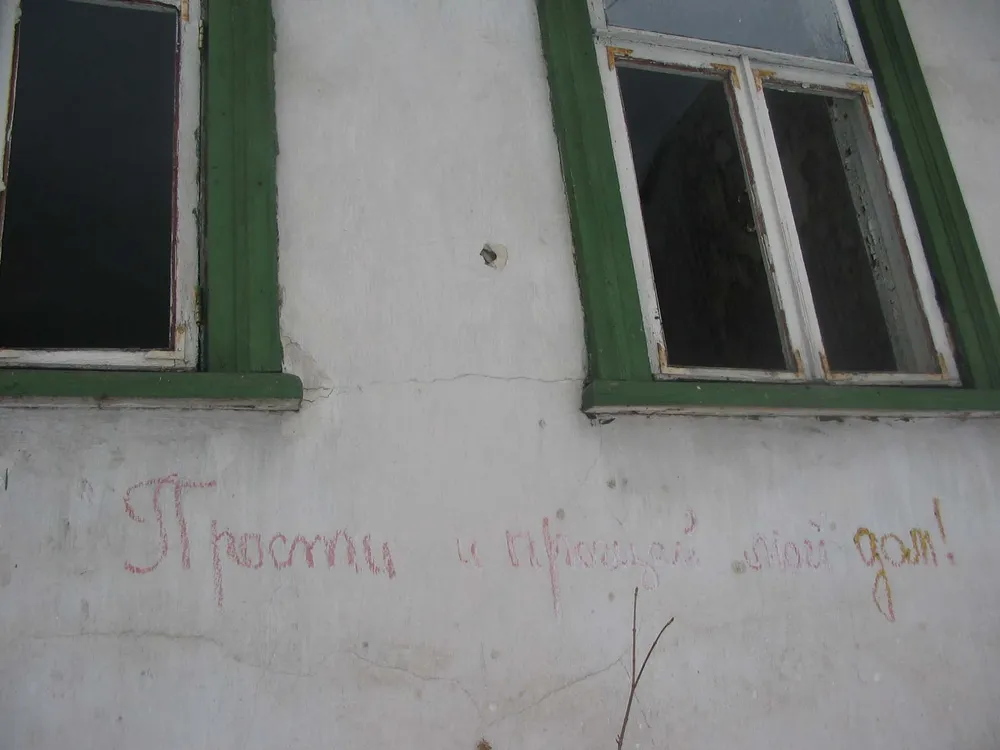 Прости и прощай мой дом!